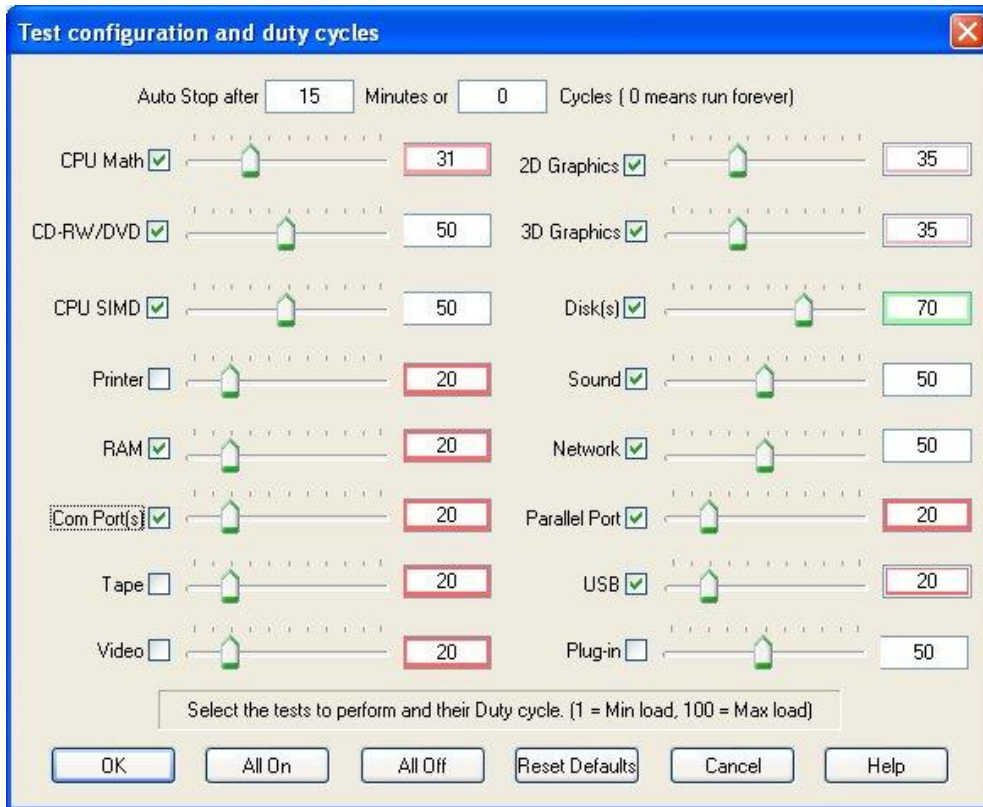 Test configuration and duty cycles
Auto Stop after 15 Minutes or 0 Cycles ( 0 means run forever)
CPU Math 31
2D Graphics 35
CD-RW/DVD 50
3D Graphics 35
CPU SIMD 50
Disk(s) 70
Printer 20
Sound 50
RAM 20
Network 50
Com Port(s) 20
Parallel Port 20
Tape 20
USB 20
Video 20
Plug-in 50
Select the tests to perform and their Duty cycle. (1 = Min load, 100 = Max load)
OK All On All Off Reset Defaults Cancel Help